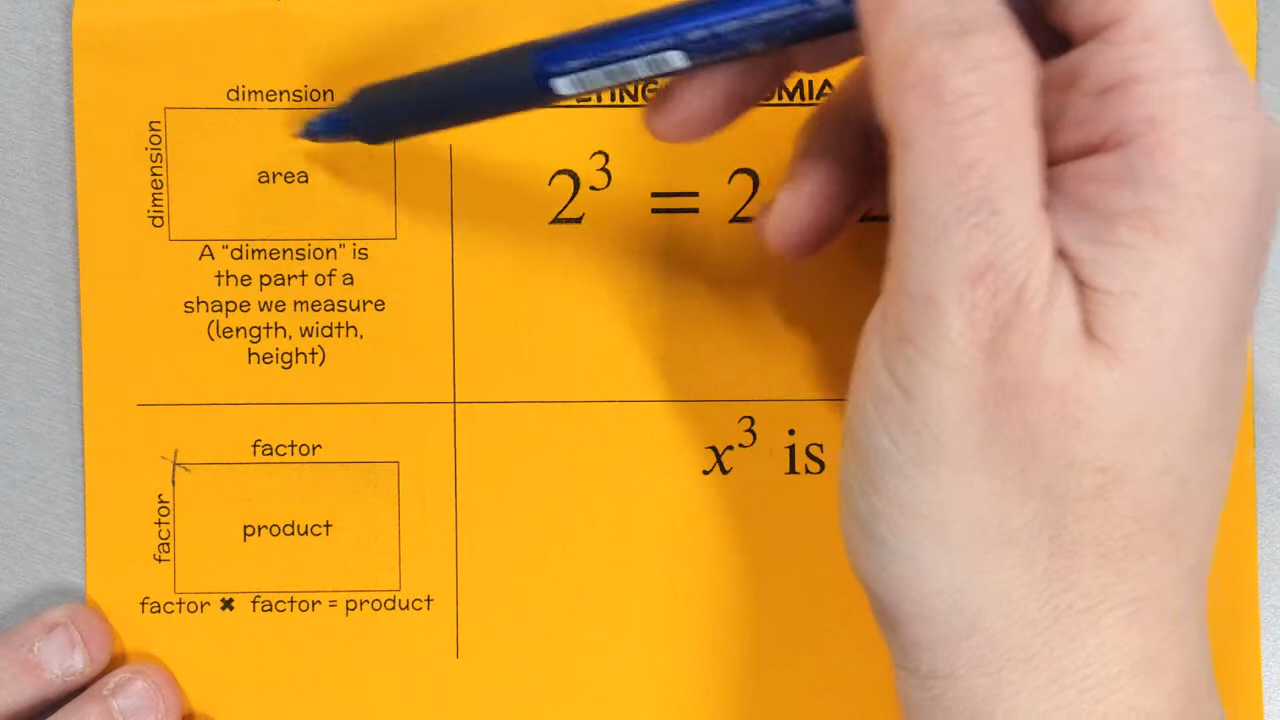 dimension
dimension
area
A "dimension" is
the part of a
shape we measure
(length, width,
height)
2³ = 2
factor
factor
product
factor ✖ factor = product
x³ is